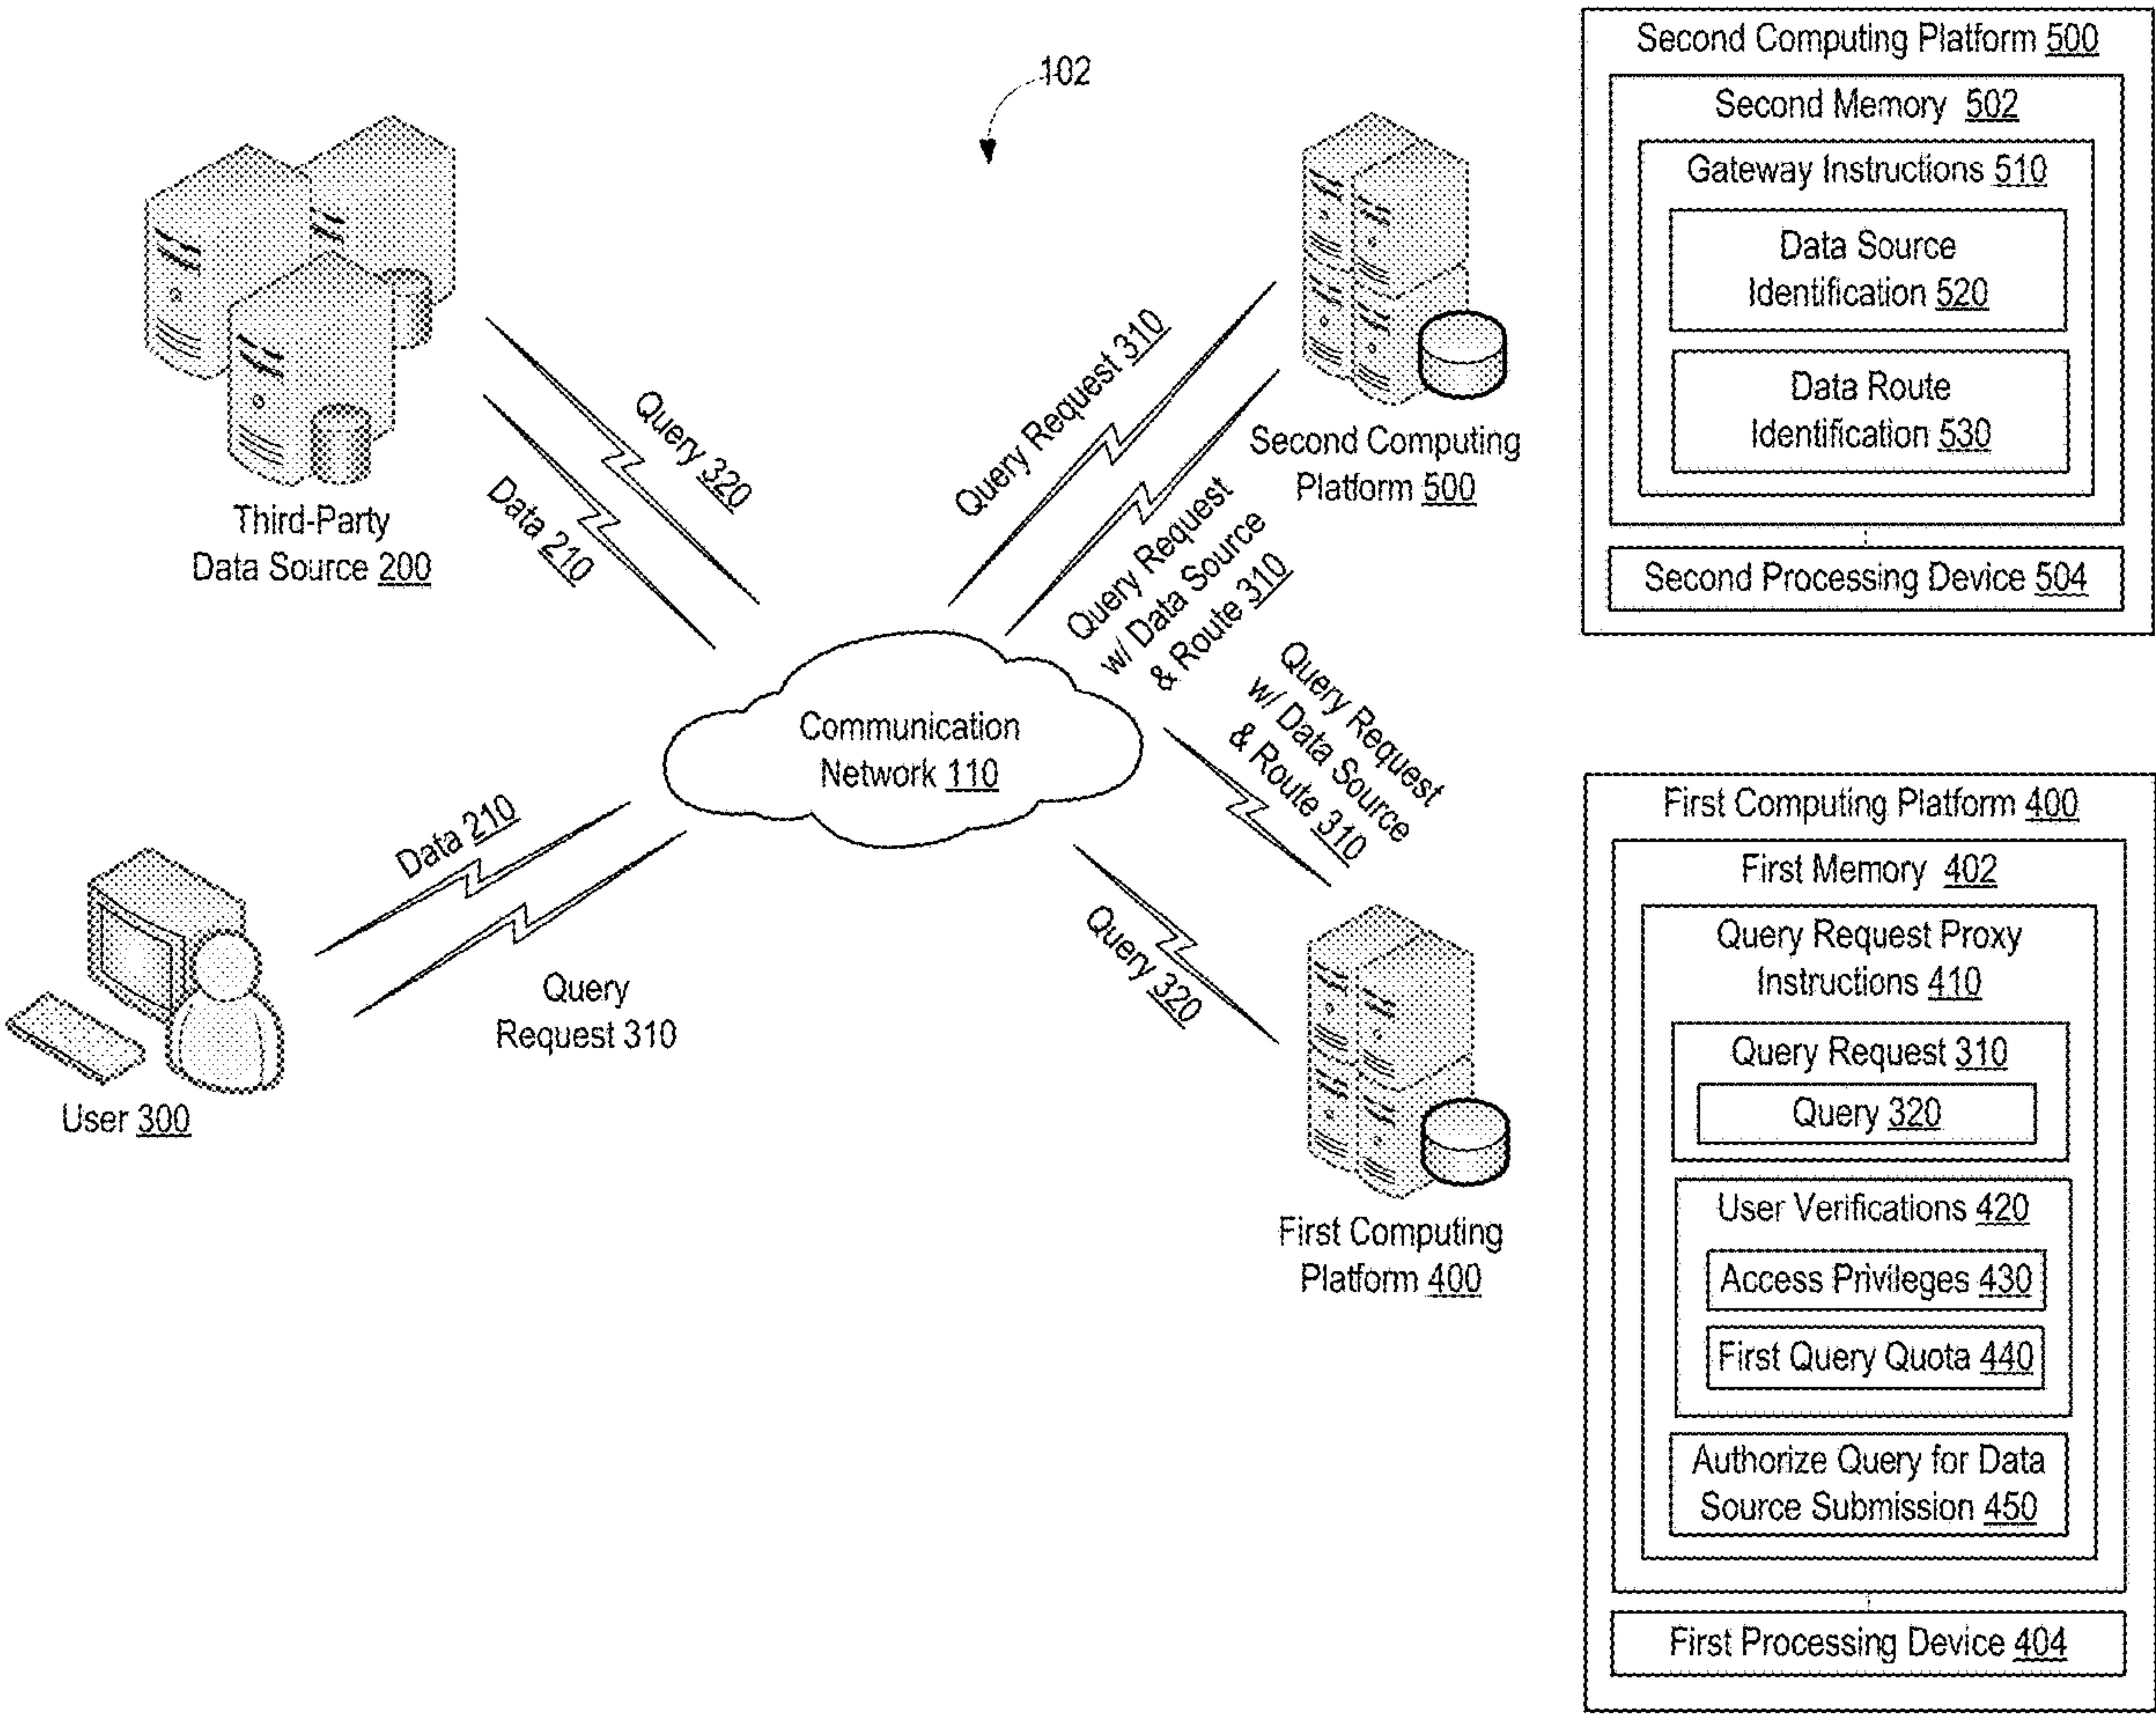 102
Third-Party
Data Source 200
Query 320
Data 210
Query Request 310
Second Computing
Platform 500
Query Request
w/ Data Source
& Route 310
Communication
Network 110
Query Request
w/ Data Source
& Route 310
Data 210
Query
Request 310
User 300
Query 320
First Computing
Platform 400
Second Computing Platform 500
Second Memory 502
Gateway Instructions 510
Data Source
Identification 520
Data Route
Identification 530
Second Processing Device 504
First Computing Platform 400
First Memory 402
Query Request Proxy
Instructions 410
Query Request 310
Query 320
User Verifications 420
Access Privileges 430
First Query Quota 440
Authorize Query for Data
Source Submission 450
First Processing Device 404